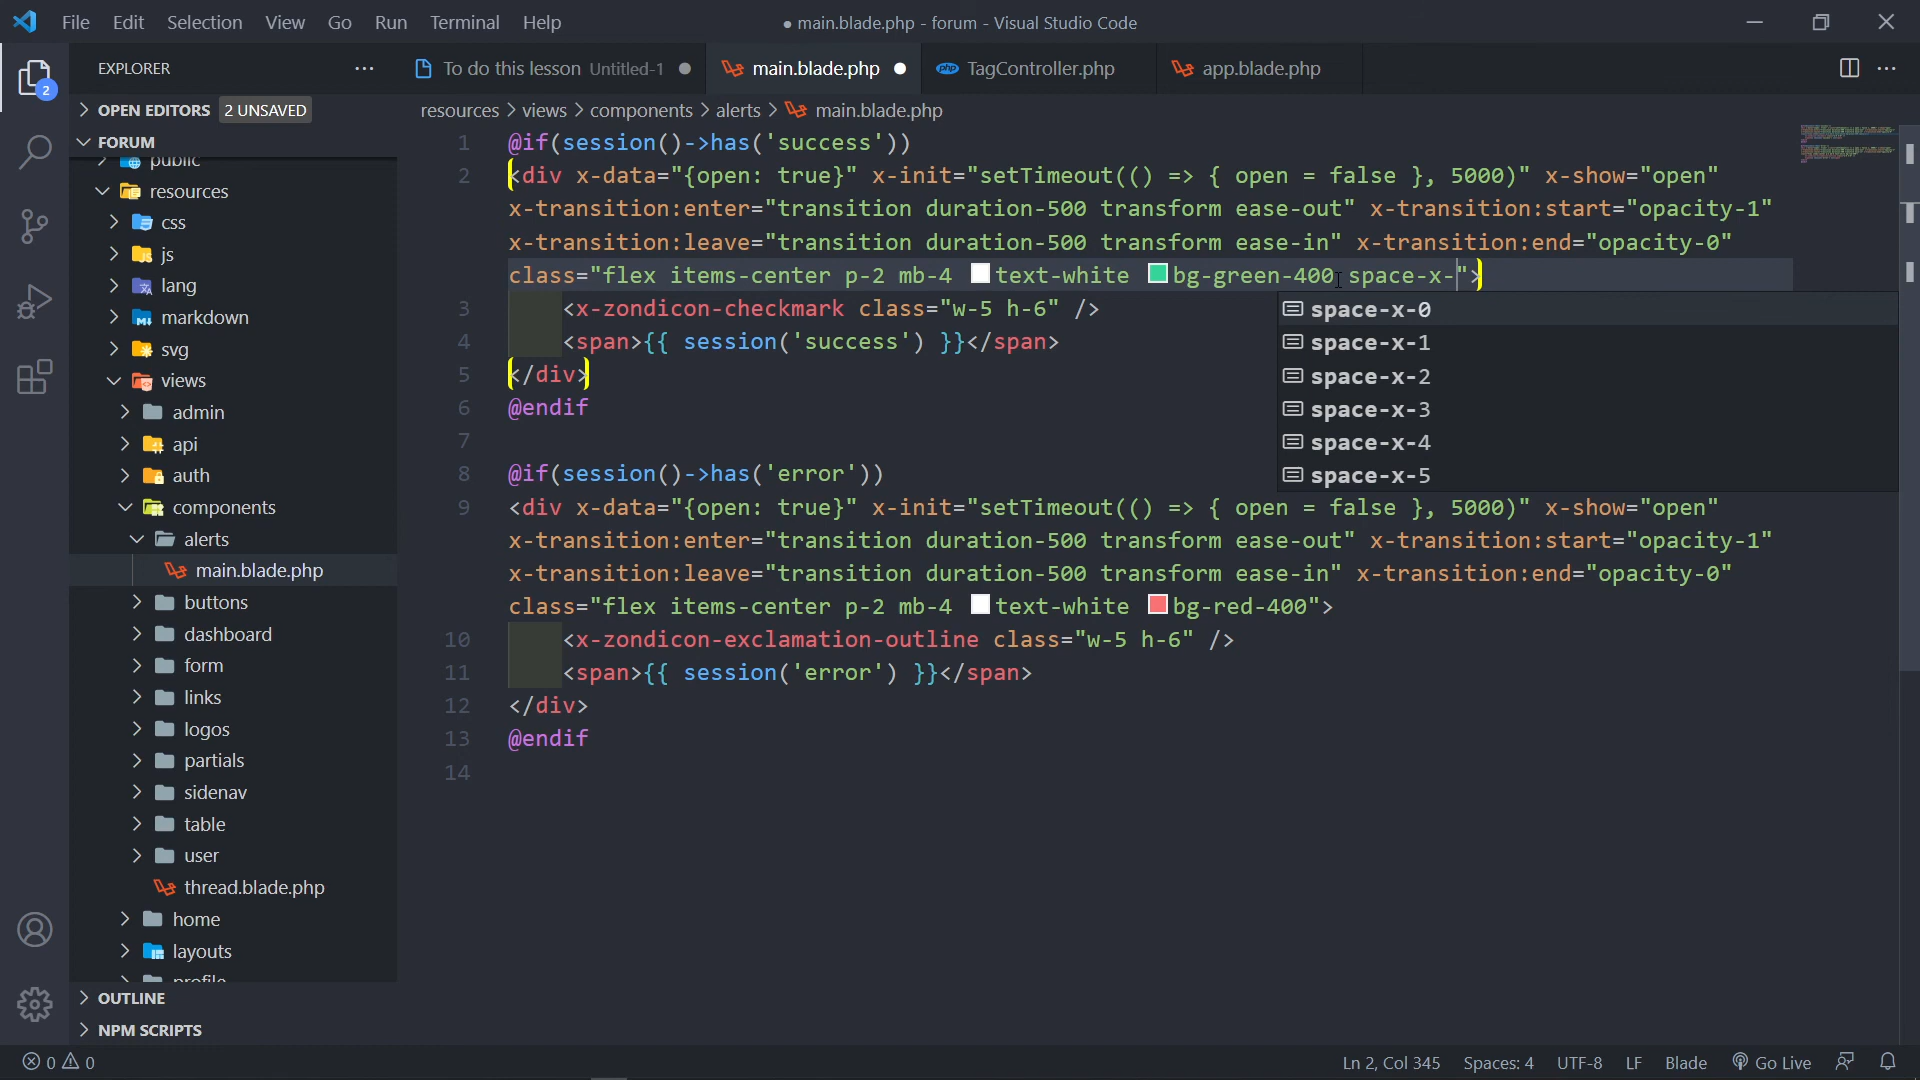 File Edit Selection View Go Run Terminal Help
● main.blade.php - forum - Visual Studio Code
EXPLORER
To do this lesson Untitled-1
main.blade.php
TagController.php
app.blade.php
2
OPEN EDITORS 2 UNSAVED
resources > views > components > alerts > main.blade.php
FORUM
public
resources
css
js
lang
markdown
svg
views
admin
api
auth
components
alerts
main.blade.php
buttons
dashboard
form
links
logos
partials
sidenav
table
user
thread.blade.php
home
layouts
profile
OUTLINE
NPM SCRIPTS
1 @if(session()->has('success'))
2 <div x-data="{open: true}" x-init="setTimeout(() => { open = false }, 5000)" x-show="open"
x-transition:enter="transition duration-500 transform ease-out" x-transition:start="opacity-1"
x-transition:leave="transition duration-500 transform ease-in" x-transition:end="opacity-0"
class="flex items-center p-2 mb-4 text-white bg-green-400 space-x-">
3 <x-zondicon-checkmark class="w-5 h-6" />
4 <span>{{ session('success') }}</span>
5 </div>
6 @endif
7
8 @if(session()->has('error'))
9 <div x-data="{open: true}" x-init="setTimeout(() => { open = false }, 5000)" x-show="open"
x-transition:enter="transition duration-500 transform ease-out" x-transition:start="opacity-1"
x-transition:leave="transition duration-500 transform ease-in" x-transition:end="opacity-0"
class="flex items-center p-2 mb-4 text-white bg-red-400">
10 <x-zondicon-exclamation-outline class="w-5 h-6" />
11 <span>{{ session('error') }}</span>
12 </div>
13 @endif
14
space-x-0
space-x-1
space-x-2
space-x-3
space-x-4
space-x-5
0 0
Ln 2, Col 345 Spaces: 4 UTF-8 LF Blade Go Live